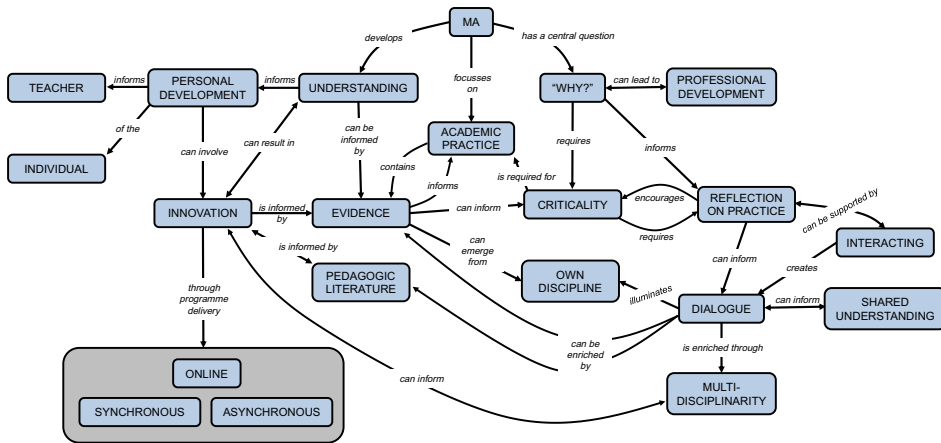 MA
develops
has a central question
TEACHER
informs
PERSONAL
DEVELOPMENT
informs
UNDERSTANDING
focusses
on
"WHY?"
can lead to
PROFESSIONAL
DEVELOPMENT
of the
can involve
can result in
can be
informed
by
ACADEMIC
PRACTICE
requires
informs
INDIVIDUAL
contains
informs
is required for
encourages
INNOVATION
is informed
by
EVIDENCE
can inform
CRITICALITY
requires
REFLECTION
ON PRACTICE
can be supported by
INTERACTING
is informed by
can
emerge
from
can inform
creates
PEDAGOGIC
LITERATURE
OWN
DISCIPLINE
illuminates
through
programme
delivery
DIALOGUE
can inform
SHARED
UNDERSTANDING
can be
enriched
by
is enriched through
ONLINE
can inform
MULTI-
DISCIPLINARITY
SYNCHRONOUS
ASYNCHRONOUS